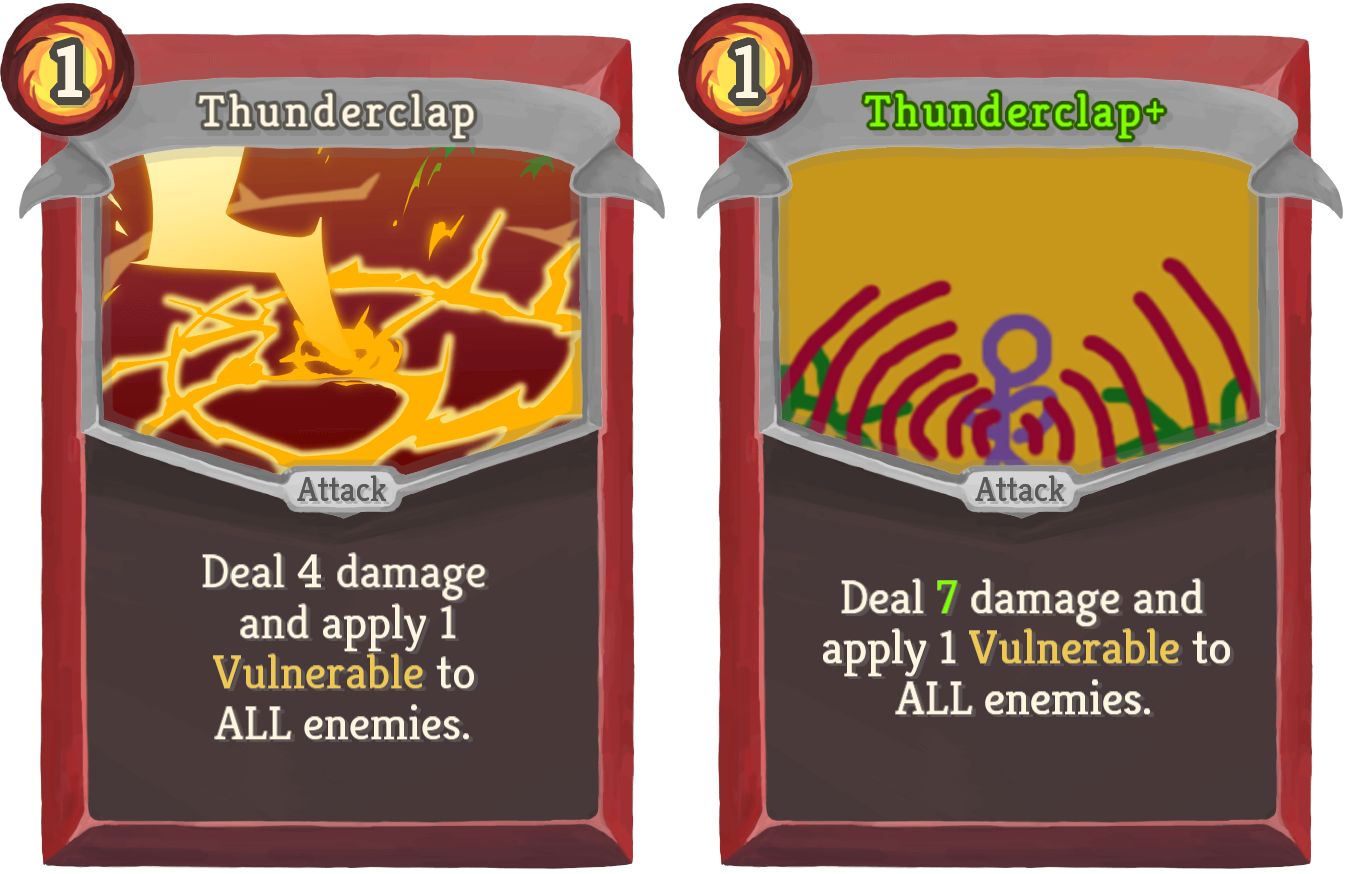 1
Thunderclap
Attack
Deal 4 damage
and apply 1
Vulnerable to
ALL enemies.
1
Thunderclap+
Attack
Deal 7 damage and
apply 1 Vulnerable to
ALL enemies.